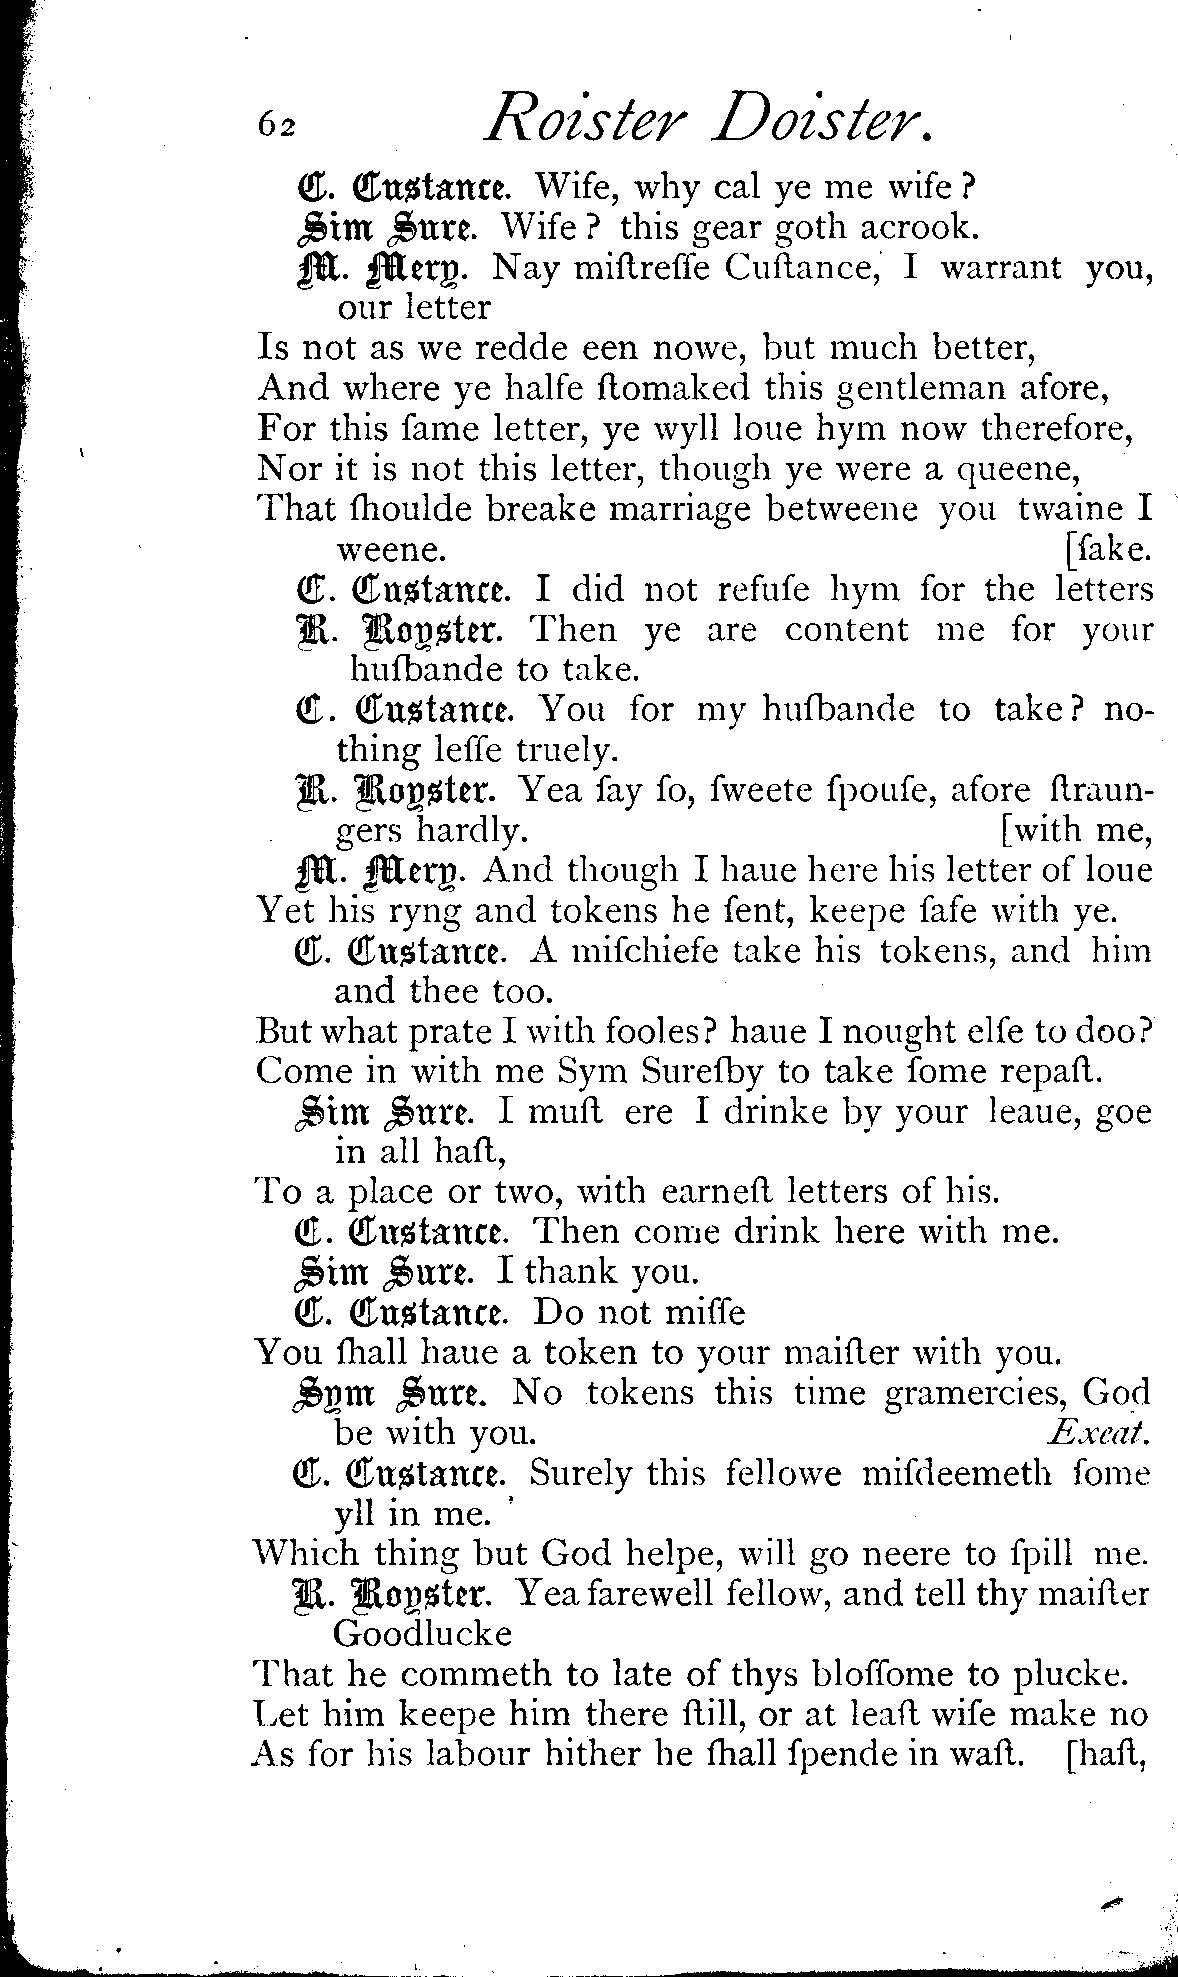 62 Roister Doister.
C. Custance. Wife, why cal ye me wife?
Sim Sure. Wife? this gear goth acrook.
M. Mery. Nay miſtreſſe Cuſtance, I warrant you,
our letter
Is not as we redde een nowe, but much better,
And where ye halfe ſtomaked this gentleman afore,
For this ſame letter, ye wyll loue hym now therefore,
Nor it is not this letter, though ye were a queene,
That ſhoulde breake marriage betweene you twaine I
weene. [ſake.
C. Custance. I did not refuſe hym for the letters
R. Royster. Then ye are content me for your
huſbande to take.
C. Custance. You for my huſbande to take? no-
thing leſſe truely.
R. Royster. Yea ſay ſo, ſweete ſpouſe, afore ſtraun-
gers hardly. [with me,
M. Mery. And though I haue here his letter of loue
Yet his ryng and tokens he ſent, keepe ſafe with ye.
C. Custance. A miſchiefe take his tokens, and him
and thee too.
But what prate I with fooles? haue I nought elſe to doo?
Come in with me Sym Sureſby to take ſome repaſt.
Sim Sure. I muſt ere I drinke by your leaue, goe
in all haſt,
To a place or two, with earneſt letters of his.
C. Custance. Then come drink here with me.
Sim Sure. I thank you.
C. Custance. Do not miſſe
You ſhall haue a token to your maiſter with you.
Sym Sure. No tokens this time gramercies, God
be with you. Exeat.
C. Custance. Surely this fellowe miſdeemeth ſome
yll in me.
Which thing but God helpe, will go neere to ſpill me.
R. Royster. Yea farewell fellow, and tell thy maiſter
Goodlucke
That he commeth to late of thys bloſſome to plucke.
Let him keepe him there ſtill, or at leaſt wiſe make no
As for his labour hither he ſhall ſpende in waſt. [haſt,